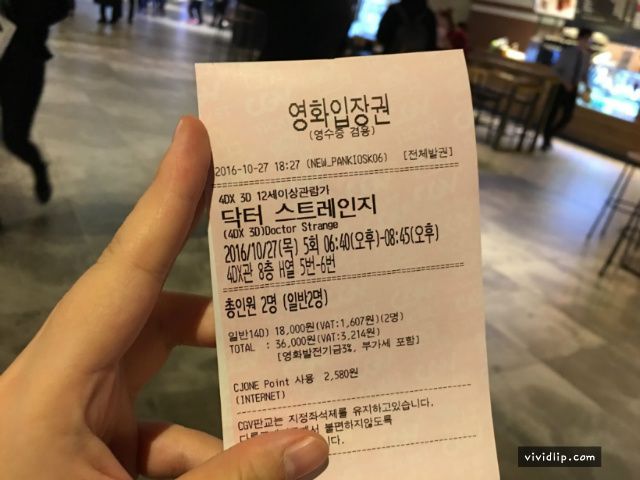 영화입장권
(영수증 겸용)
2016-10-27 18:27 (NEW_PANKIOSK06) [전체발권]
4DX 3D 12세이상관람가
닥터 스트레인지
(4DX 3D)Doctor Strange
2016/10/27(목) 5회 06:40(오후)-08:45(오후)
4DX관 8층 H열 5번-6번
총인원 2명 (일반2명)
일반14D) 18,000원(VAT:1,607원)(2명)
TOTAL : 36,000원(VAT:3,214원)
[영화발전기금3%, 부가세 포함]
CJONE Point 사용 2,580원
(INTERNET)
CGV판교는 지정좌석제를 유지하고있습니다.
불편하지않도록
니다.
vividlip.com